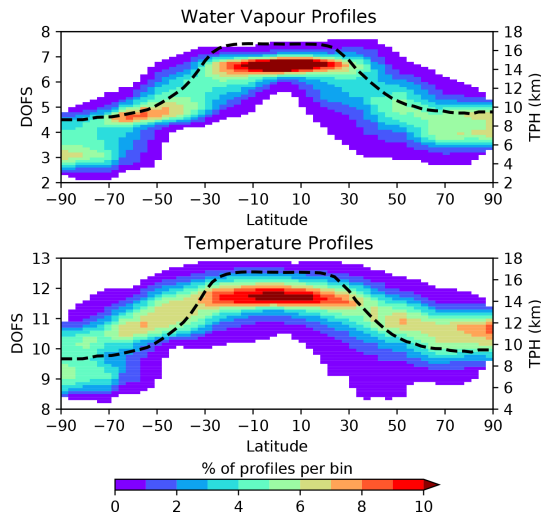 Water Vapour Profiles
8
7
6
5
4
3
2
DOFS
18
16
14
12
10
8
6
4
2
TPH (km)
−90 −70 −50 −30 −10 10 30 50 70 90
Latitude
Temperature Profiles
13
12
11
10
9
8
DOFS
18
16
14
12
10
8
6
4
TPH (km)
−90 −70 −50 −30 −10 10 30 50 70 90
Latitude
% of profiles per bin
0 2 4 6 8 10